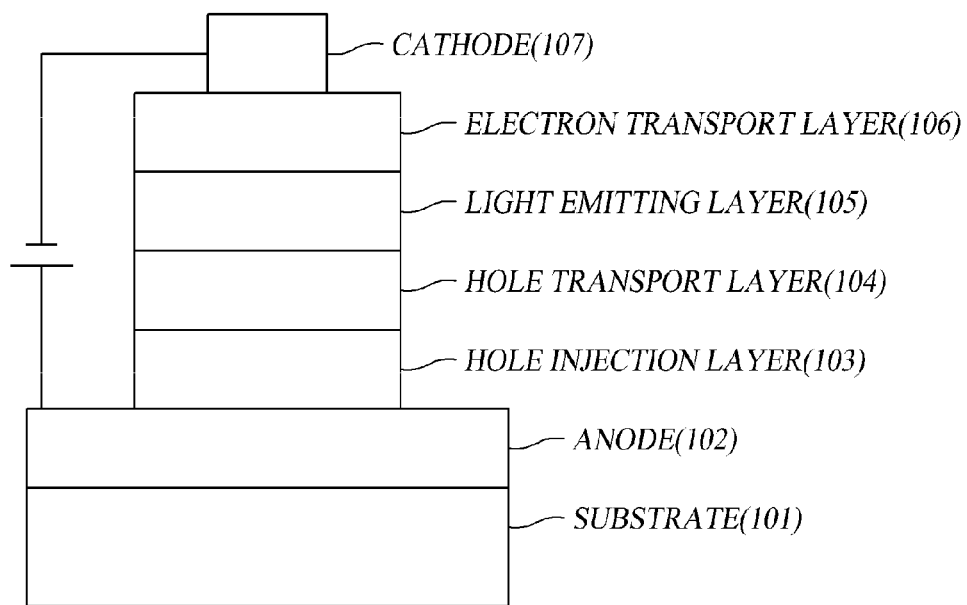 CATHODE(107)
ELECTRON TRANSPORT LAYER(106)
LIGHT EMITTING LAYER(105)
HOLE TRANSPORT LAYER(104)
HOLE INJECTION LAYER(103)
ANODE(102)
SUBSTRATE(101)